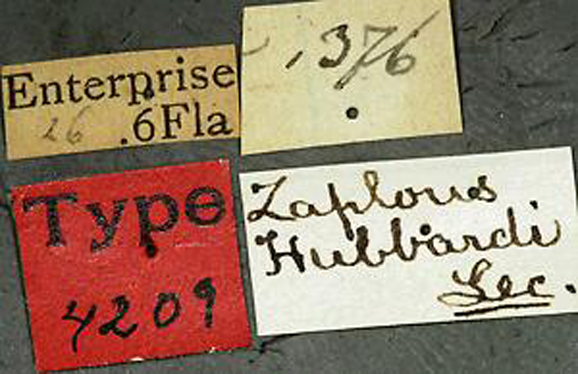 Enterprise
26 .6Fla
376
Type
4209
Zaplous
Hubbardi
Lec.